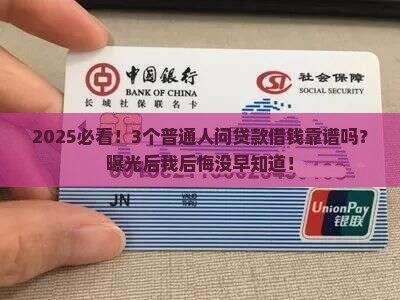 中国银行
BANK OF CHINA
社会保障
SOCIAL SECURITY
长城社保联名卡
2025必看！3个普通人问贷款借钱靠谱吗？
曝光后我后悔没早知道！
JN
UnionPay
银联